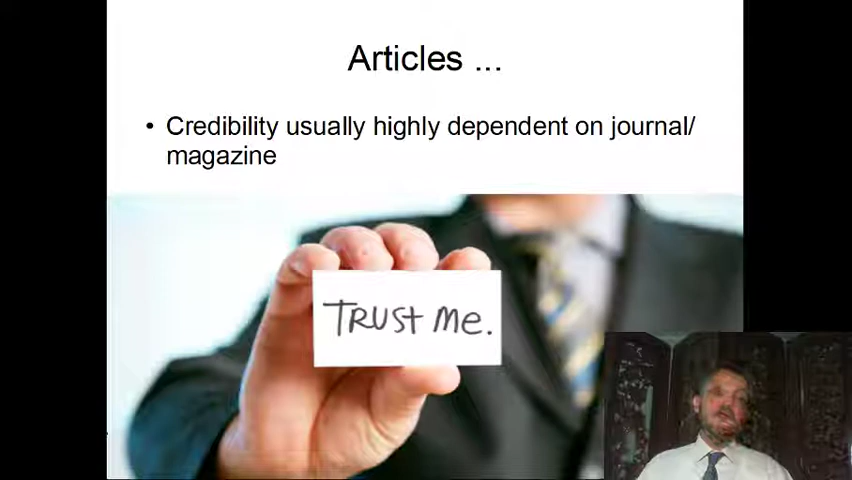 Articles ...
• Credibility usually highly dependent on journal/
magazine
TRUST me.